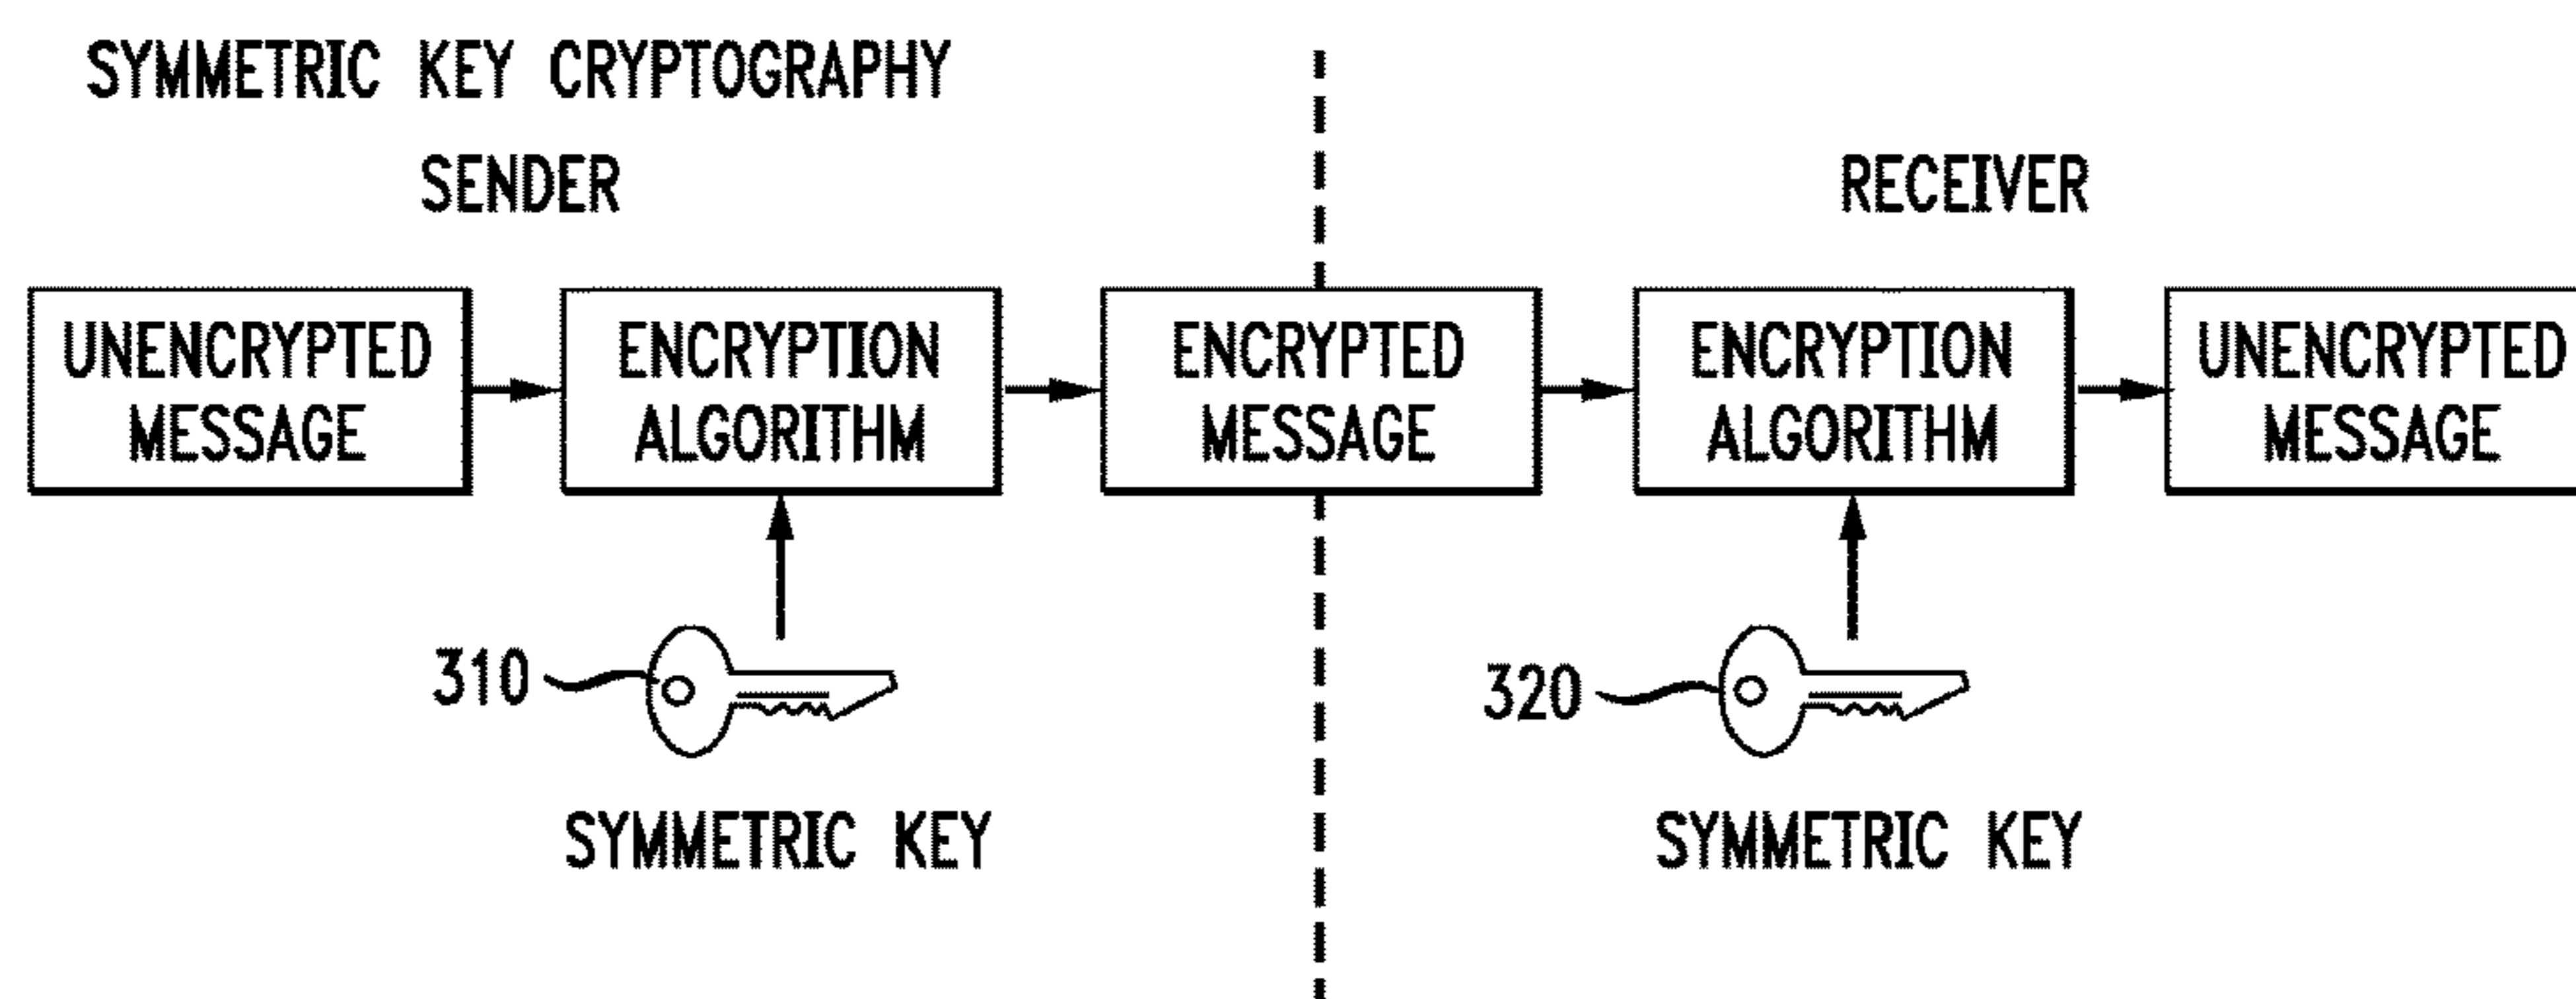 SYMMETRIC KEY CRYPTOGRAPHY
SENDER
RECEIVER
UNENCRYPTED
MESSAGE
ENCRYPTION
ALGORITHM
ENCRYPTED
MESSAGE
ENCRYPTION
ALGORITHM
UNENCRYPTED
MESSAGE
310
320
SYMMETRIC KEY
SYMMETRIC KEY